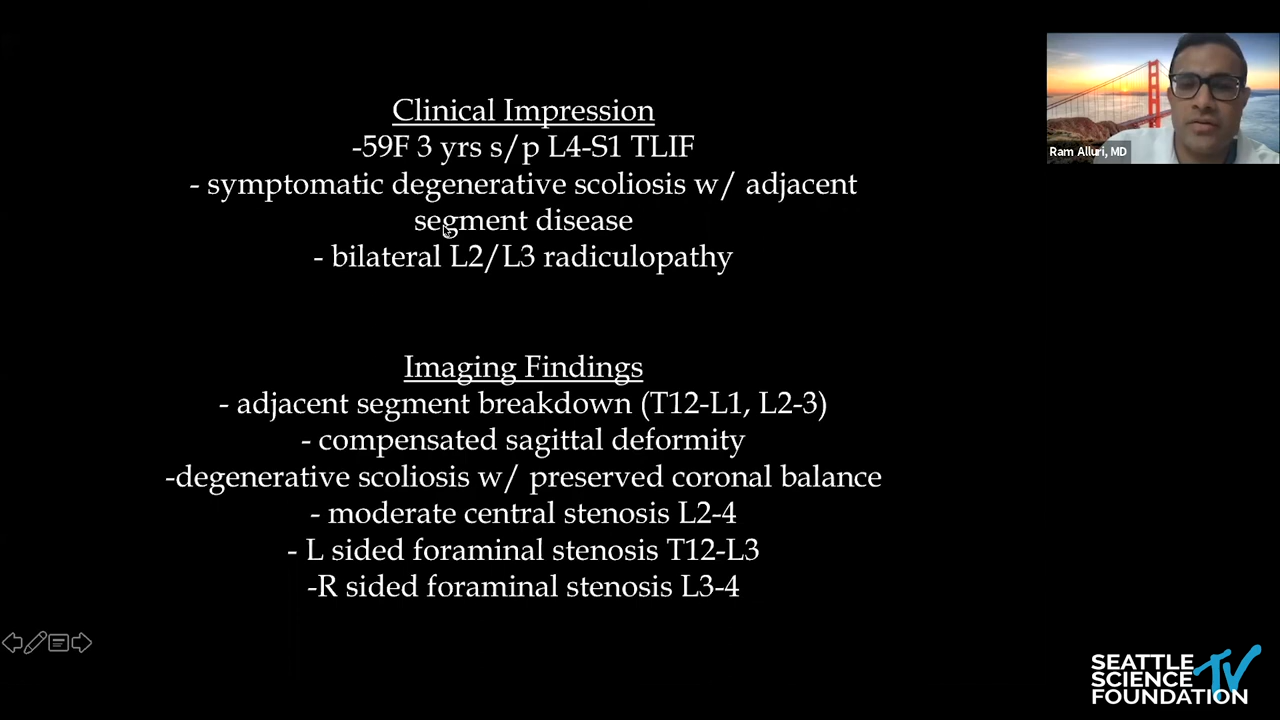 Clinical Impression
-59F 3 yrs s/p L4-S1 TLIF
- symptomatic degenerative scoliosis w/ adjacent
segment disease
- bilateral L2/L3 radiculopathy
Imaging Findings
- adjacent segment breakdown (T12-L1, L2-3)
- compensated sagittal deformity
-degenerative scoliosis w/ preserved coronal balance
- moderate central stenosis L2-4
- L sided foraminal stenosis T12-L3
-R sided foraminal stenosis L3-4
Ram Alluri, MD
SEATTLE
SCIENCE TV
FOUNDATION